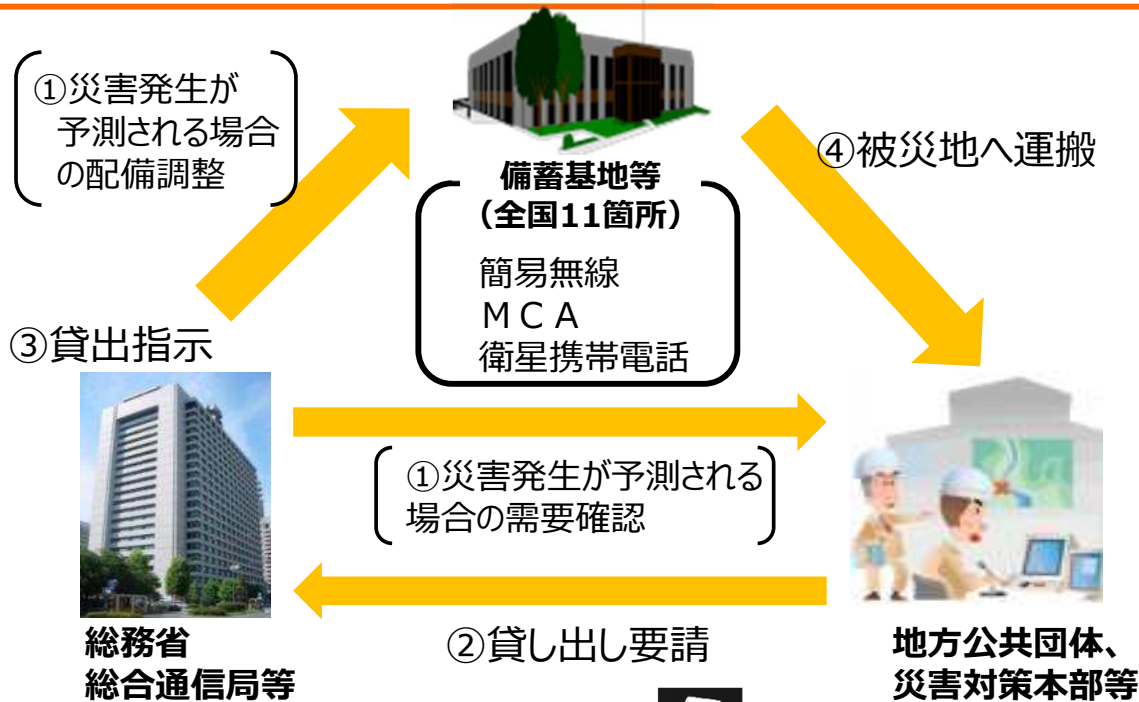 ①災害発生が
予測される場合
の配備調整
備蓄基地等
（全国11箇所）
簡易無線
ＭＣＡ
衛星携帯電話
④被災地へ運搬
③貸出指示
①災害発生が予測される
場合の需要確認
②貸し出し要請
総務省
総合通信局等
地方公共団体、
災害対策本部等